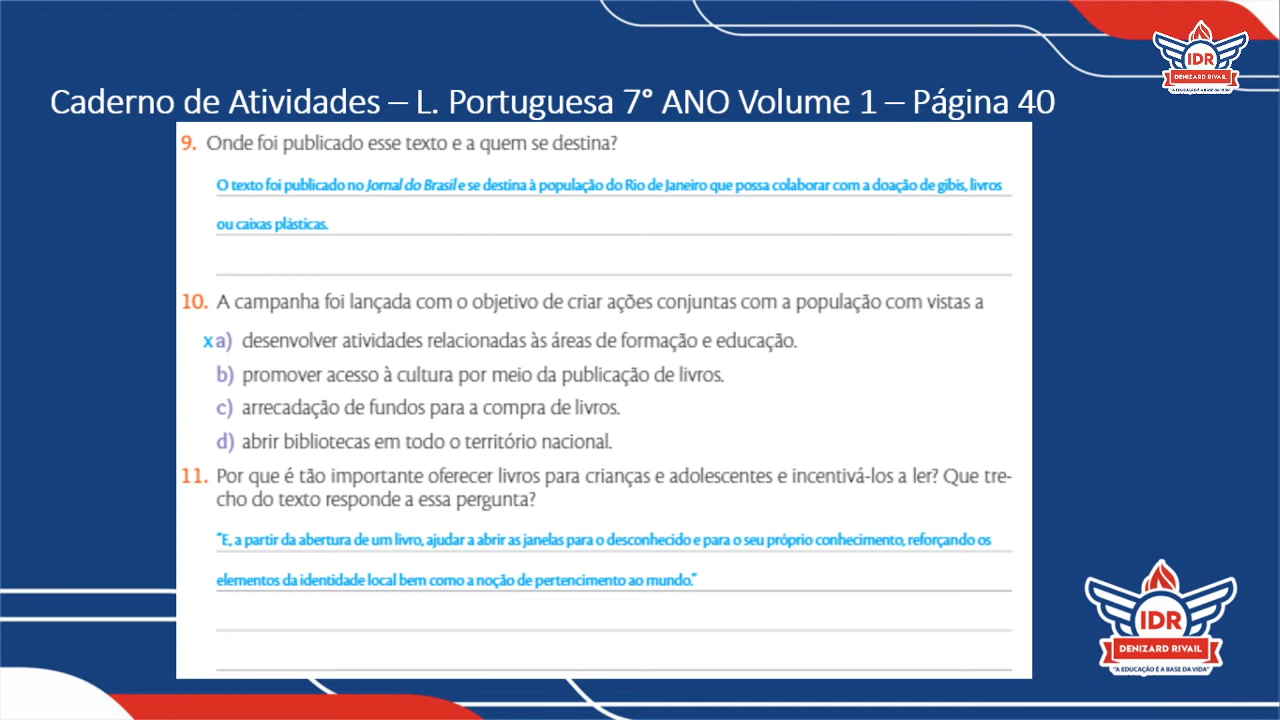 IDR
DENIZARD RIVAIL
"A EDUCAÇÃO É A BASE DA VIDA"
Caderno de Atividades – L. Portuguesa 7° ANO Volume 1 – Página 40
9. Onde foi publicado esse texto e a quem se destina?
O texto foi publicado no Jornal do Brasil e se destina à população do Rio de Janeiro que possa colaborar com a doação de gibis, livros
ou caixas plásticas.
10. A campanha foi lançada com o objetivo de criar ações conjuntas com a população com vistas a
x a) desenvolver atividades relacionadas às áreas de formação e educação.
b) promover acesso à cultura por meio da publicação de livros.
c) arrecadação de fundos para a compra de livros.
d) abrir bibliotecas em todo o território nacional.
11. Por que é tão importante oferecer livros para crianças e adolescentes e incentivá-los a ler? Que tre-
cho do texto responde a essa pergunta?
"E, a partir da abertura de um livro, ajudar a abrir as janelas para o desconhecido e para o seu próprio conhecimento, reforçando os
elementos da identidade local bem como a noção de pertencimento ao mundo."
IDR
DENIZARD RIVAIL
"A EDUCAÇÃO É A BASE DA VIDA"